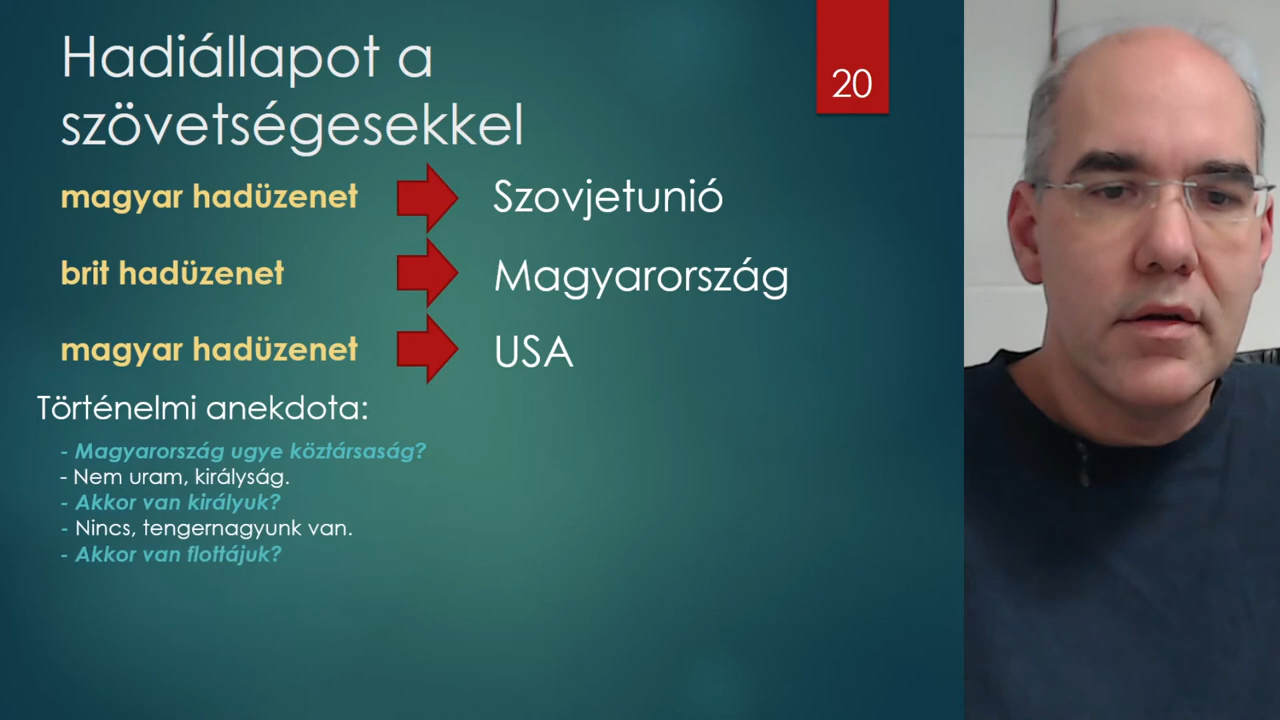 Hadiállapot a
szövetségesekkel
20
magyar hadüzenet Szovjetunió
brit hadüzenet Magyarország
magyar hadüzenet USA
Történelmi anekdota:
- Magyarország ugye köztársaság?
- Nem uram, királyság.
- Akkor van királyuk?
- Nincs, tengernagyunk van.
- Akkor van flottájuk?